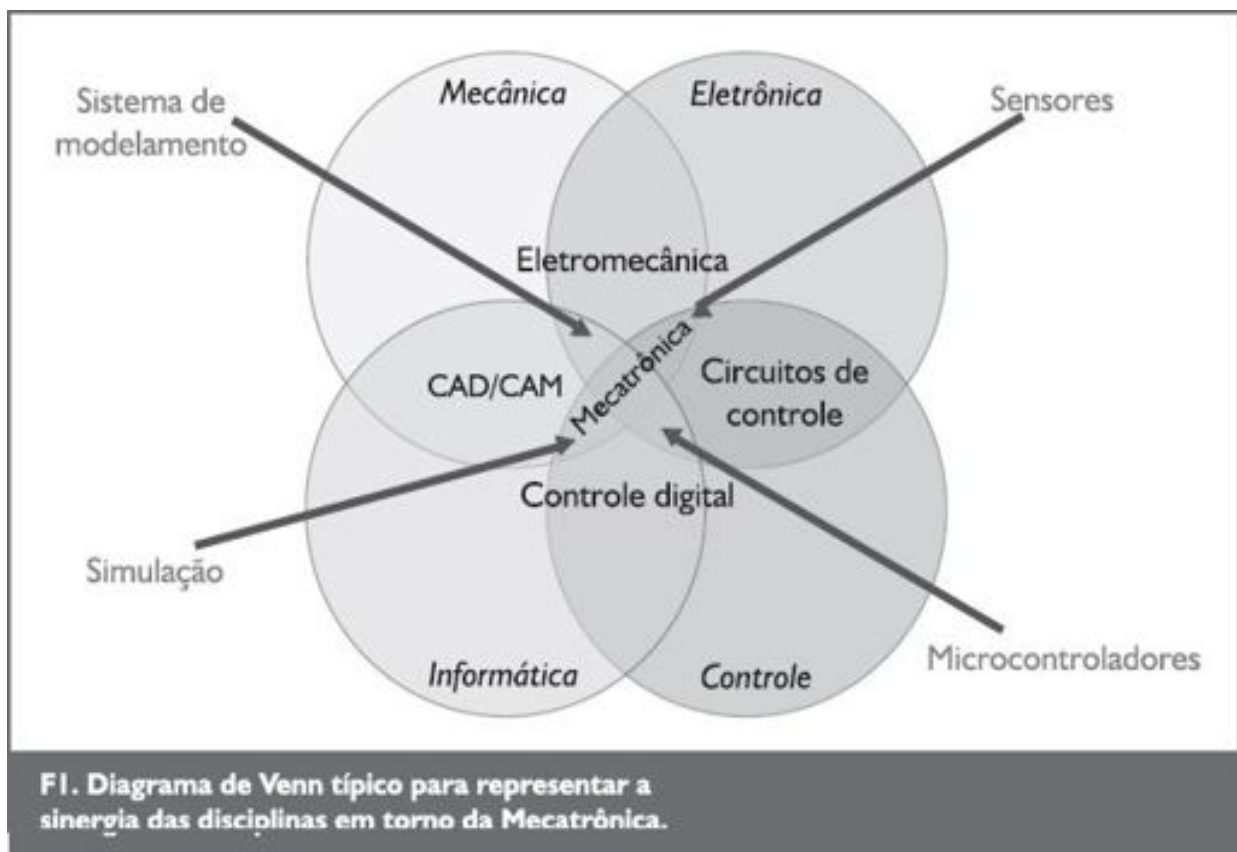 Mecânica
Eletrônica
Sistema de
modelamento
Sensores
Eletromecânica
Mecatrônica
CAD/CAM
Circuitos de
controle
Controle digital
Simulação
Informática
Controle
Microcontroladores
F1. Diagrama de Venn típico para representar a
sinergia das disciplinas em torno da Mecatrônica.